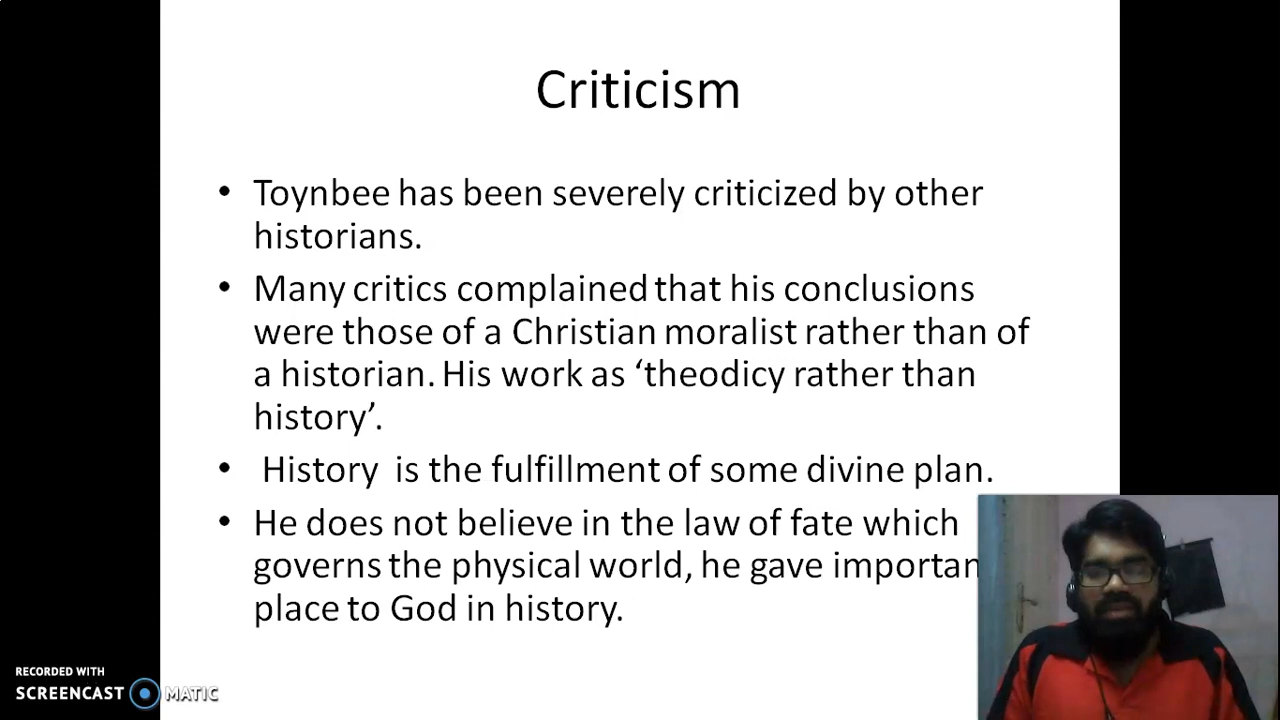 Criticism
• Toynbee has been severely criticized by other
historians.
• Many critics complained that his conclusions
were those of a Christian moralist rather than of
a historian. His work as ‘theodicy rather than
history’.
• History is the fulfillment of some divine plan.
• He does not believe in the law of fate which
governs the physical world, he gave importan
place to God in history.
RECORDED WITH
SCREENCAST MATIC